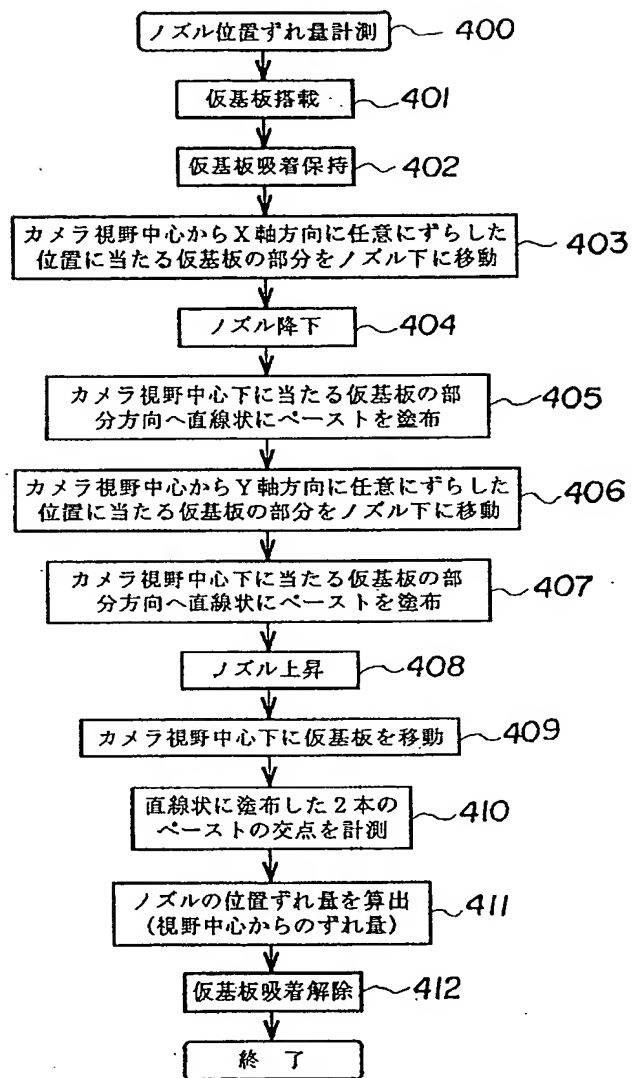 ノズル位置ずれ量計測 400
仮基板搭載 401
仮基板吸着保持 402
カメラ視野中心からX軸方向に任意にずらした
位置に当たる仮基板の部分をノズル下に移動 403
ノズル降下 404
カメラ視野中心下に当たる仮基板の部
分方向へ直線状にペーストを塗布 405
カメラ視野中心からY軸方向に任意にずらした
位置に当たる仮基板の部分をノズル下に移動 406
カメラ視野中心下に当たる仮基板の部
分方向へ直線状にペーストを塗布 407
ノズル上昇 408
カメラ視野中心下に仮基板を移動 409
直線状に塗布した2本の
ペーストの交点を計測 410
ノズルの位置ずれ量を算出
(視野中心からのずれ量) 411
仮基板吸着解除 412
終 了